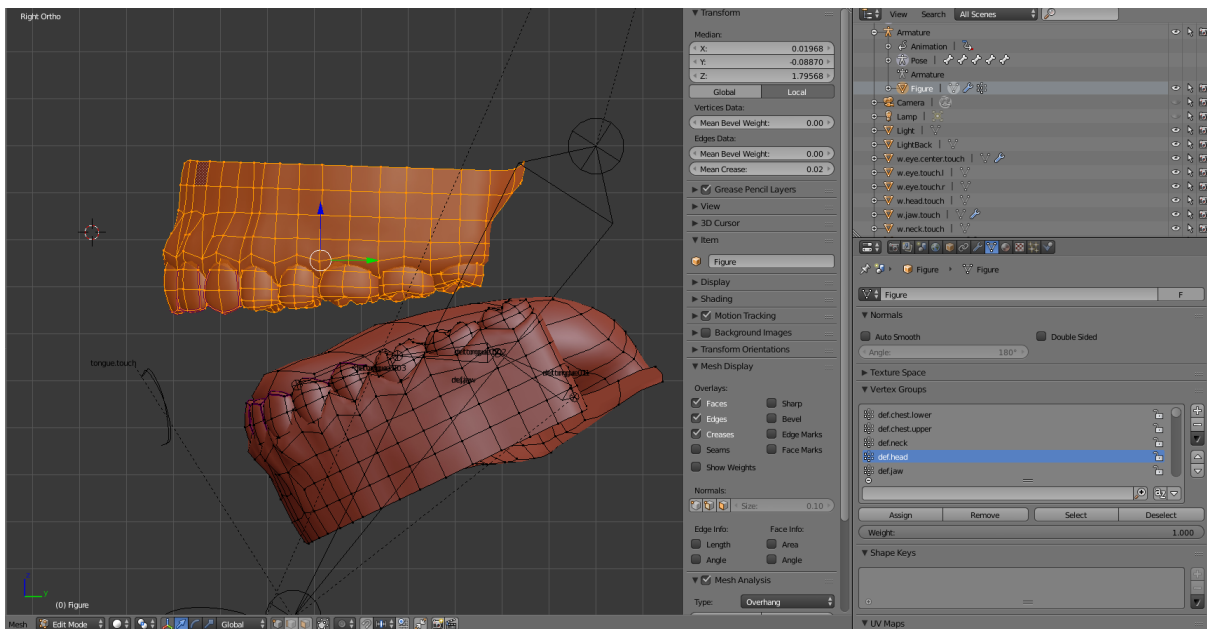 Right Ortho
tongue.touch
def.jaw
(0) Figure
Mesh
Edit Mode
Global
Transform
Median:
X: 0.01968
Y: -0.08870
Z: 1.79568
Global Local
Vertices Data:
Mean Bevel Weight: 0.00
Edges Data:
Mean Bevel Weight: 0.00
Mean Crease: 0.02
Grease Pencil Layers
View
3D Cursor
Item
Figure
Display
Shading
Motion Tracking
Background Images
Transform Orientations
Mesh Display
Overlays:
Faces Sharp
Edges Bevel
Creases Edge Marks
Seams Face Marks
Show Weights
Normals:
Size: 0.10
Edge Info: Face Info:
Length Area
Angle Angle
Mesh Analysis
Type: Overhang
View Search All Scenes
Armature
Animation
Pose
Armature
Figure
Camera
Lamp
Light
LightBack
w.eye.center.touch
w.eye.touch.l
w.eye.touch.r
w.head.touch
w.jaw.touch
w.neck.touch
Figure Figure
Figure F
Normals
Auto Smooth Double Sided
Angle: 180°
Texture Space
Vertex Groups
def.chest.lower
def.chest.upper
def.neck
def.head
def.jaw
Assign Remove Select Deselect
Weight: 1.000
Shape Keys
UV Maps